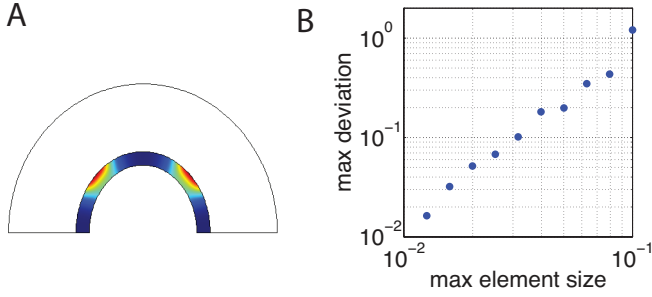 A
B
10^0
10^-1
10^-2
max deviation
10^-2
10^-1
max element size